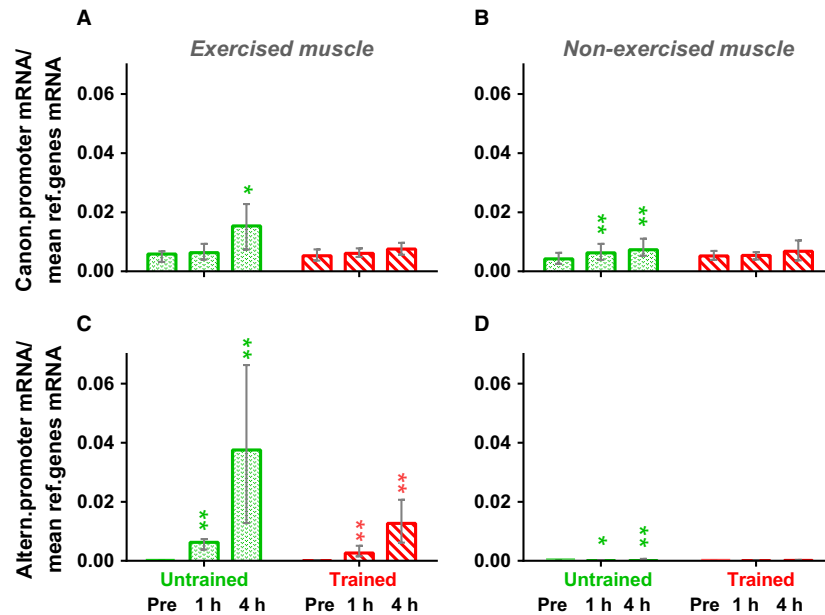 A
B
Exercised muscle
Non-exercised muscle
Canon.promoter mRNA/
mean ref.genes mRNA
0.06
0.04
0.02
0.00
*
0.06
0.04
0.02
0.00
**
**
C
D
Altern.promoter mRNA/
mean ref.genes mRNA
0.06
0.04
0.02
0.00
**
**
**
**
0.06
0.04
0.02
0.00
*
**
Untrained
Trained
Untrained
Trained
Pre 1 h 4 h
Pre 1 h 4 h
Pre 1 h 4 h
Pre 1 h 4 h